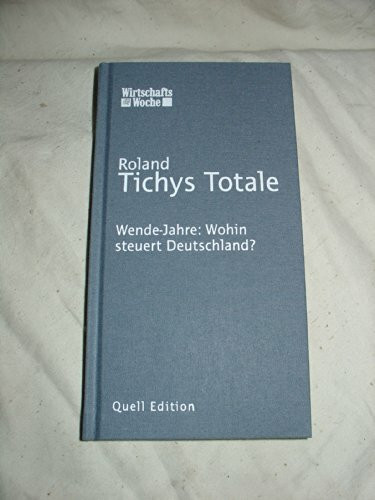 Wirtschafts
Woche
Roland
Tichys Totale
Wende-Jahre: Wohin
steuert Deutschland?
Quell Edition